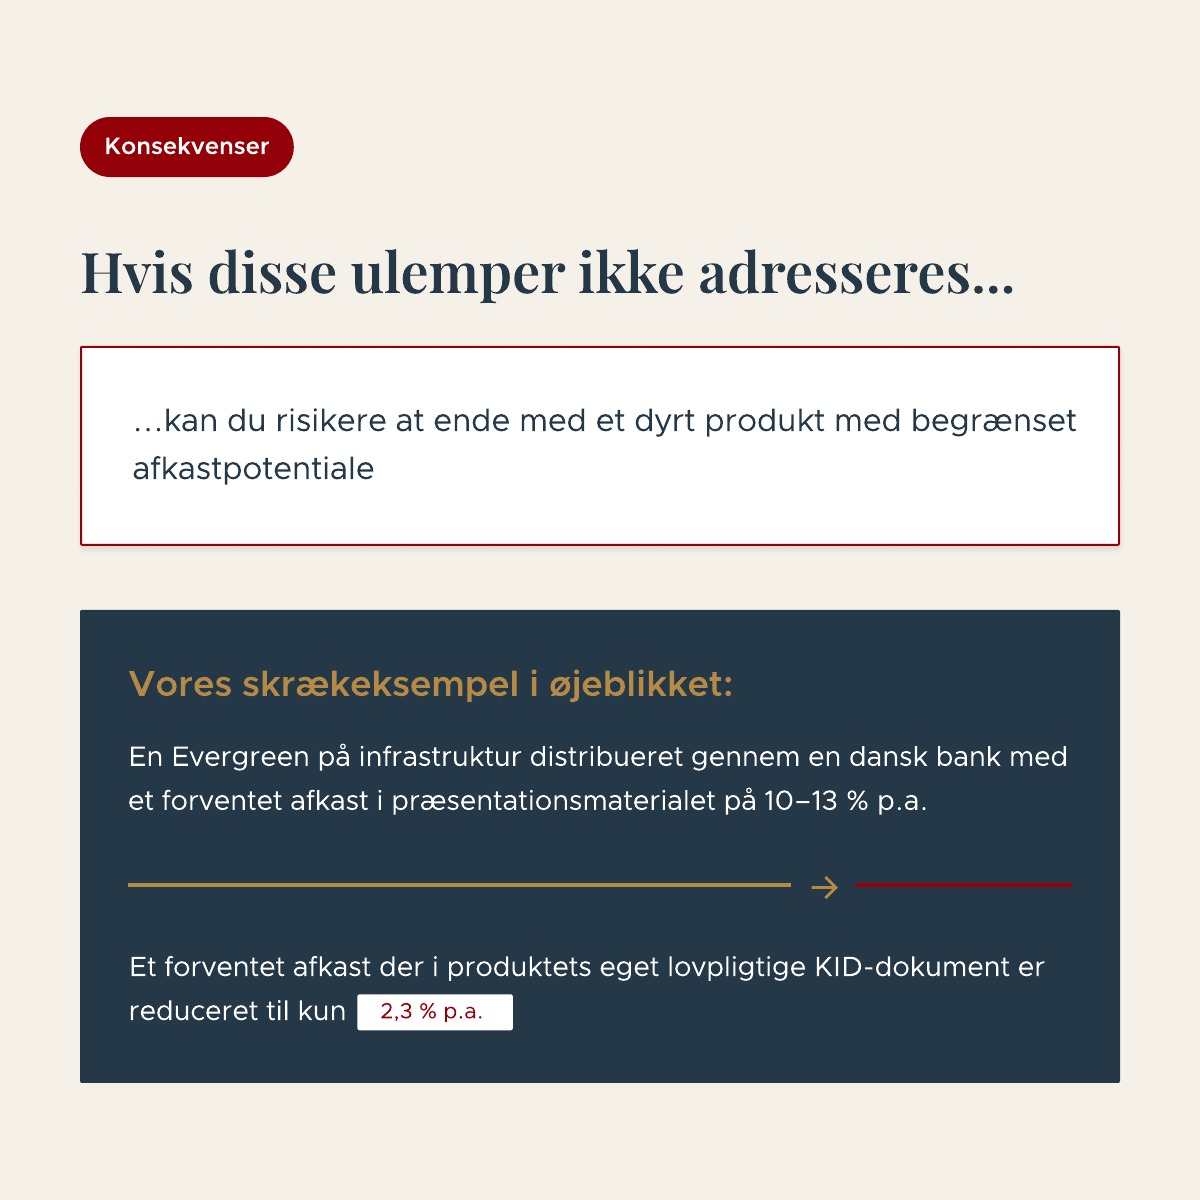 Konsekvenser
Hvis disse ulemper ikke adresseres...
...kan du risikere at ende med et dyrt produkt med begrænset
afkastpotentiale
Vores skrækeksempel i øjeblikket:
En Evergreen på infrastruktur distribueret gennem en dansk bank med
et forventet afkast i præsentationsmaterialet på 10–13 % p.a.
→
Et forventet afkast der i produktets eget lovpligtige KID-dokument er
reduceret til kun 2,3 % p.a.